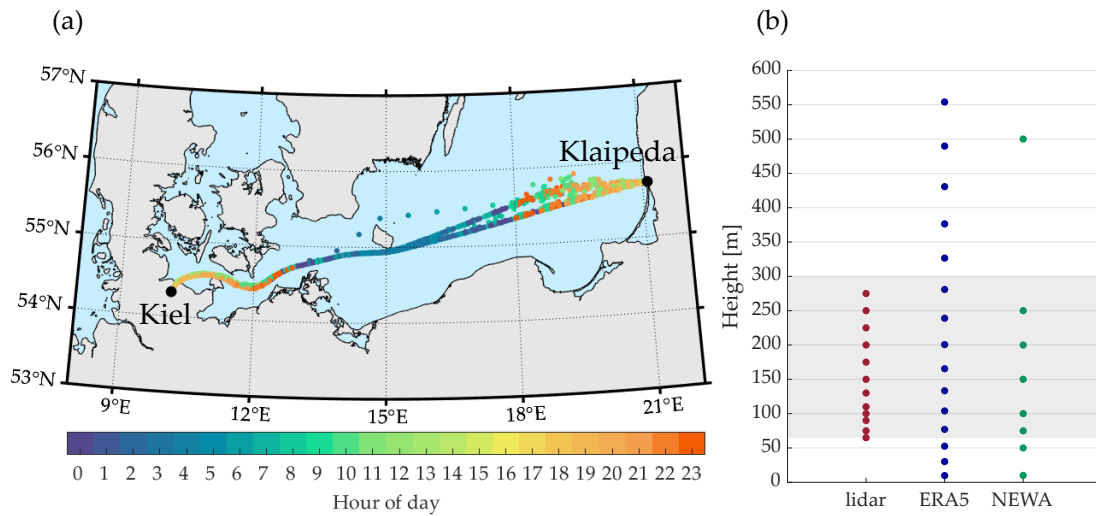 (a)
57°N
56°N
55°N
54°N
53°N
Klaipeda
Kiel
9°E 12°E 15°E 18°E 21°E
0 1 2 3 4 5 6 7 8 9 10 11 12 13 14 15 16 17 18 19 20 21 22 23
Hour of day
(b)
Height [m]
600
550
500
450
400
350
300
250
200
150
100
50
0
lidar ERA5 NEWA